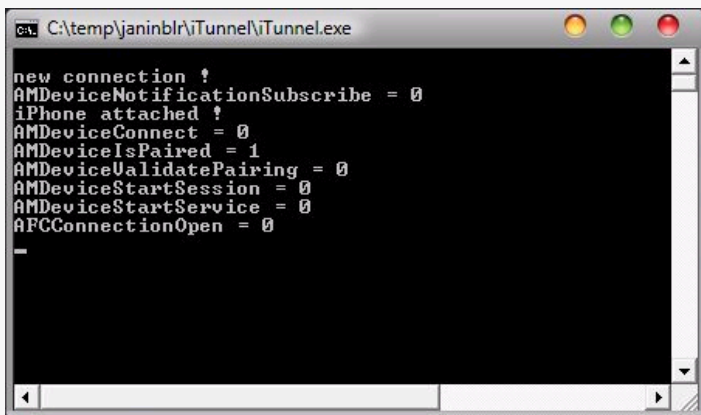 C:\temp\janinblr\iTunnel\iTunnel.exe
new connection !
AMDeviceNotificationSubscribe = 0
iPhone attached !
AMDeviceConnect = 0
AMDeviceIsPaired = 1
AMDeviceValidatePairing = 0
AMDeviceStartSession = 0
AMDeviceStartService = 0
AFCConnectionOpen = 0